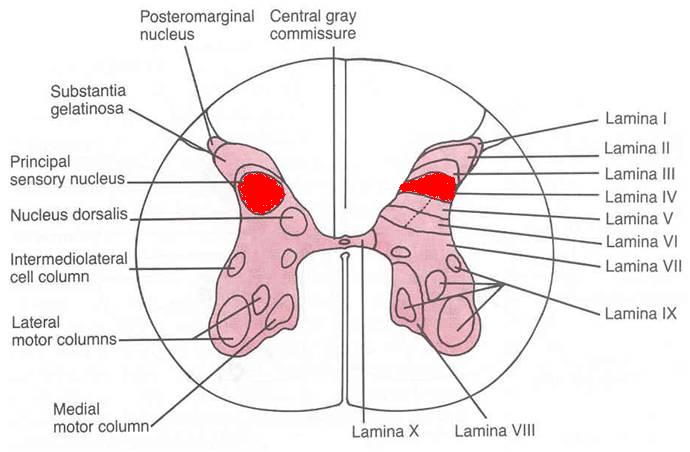 Posteromarginal
nucleus
Central gray
commissure
Substantia
gelatinosa
Principal
sensory nucleus
Nucleus dorsalis
Intermediolateral
cell column
Lateral
motor columns
Medial
motor column
Lamina I
Lamina II
Lamina III
Lamina IV
Lamina V
Lamina VI
Lamina VII
Lamina IX
Lamina X
Lamina VIII